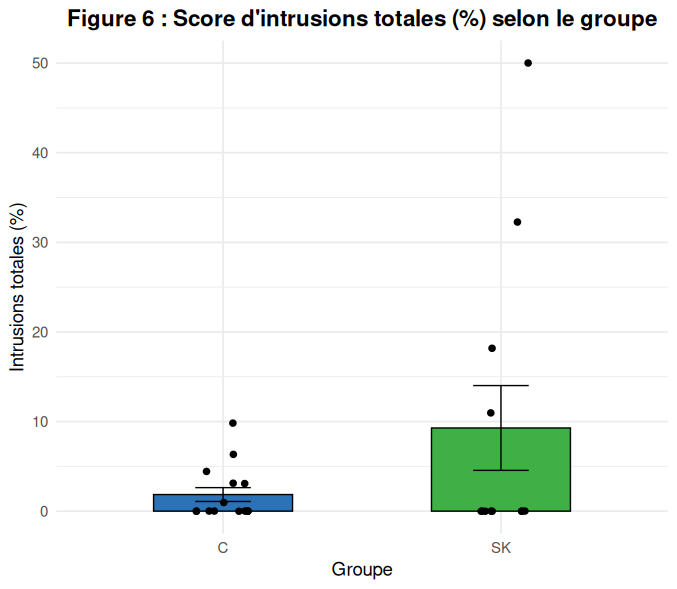 Figure 6 : Score d'intrusions totales (%) selon le groupe
Intrusions totales (%)
50
40
30
20
10
0
C
SK
Groupe